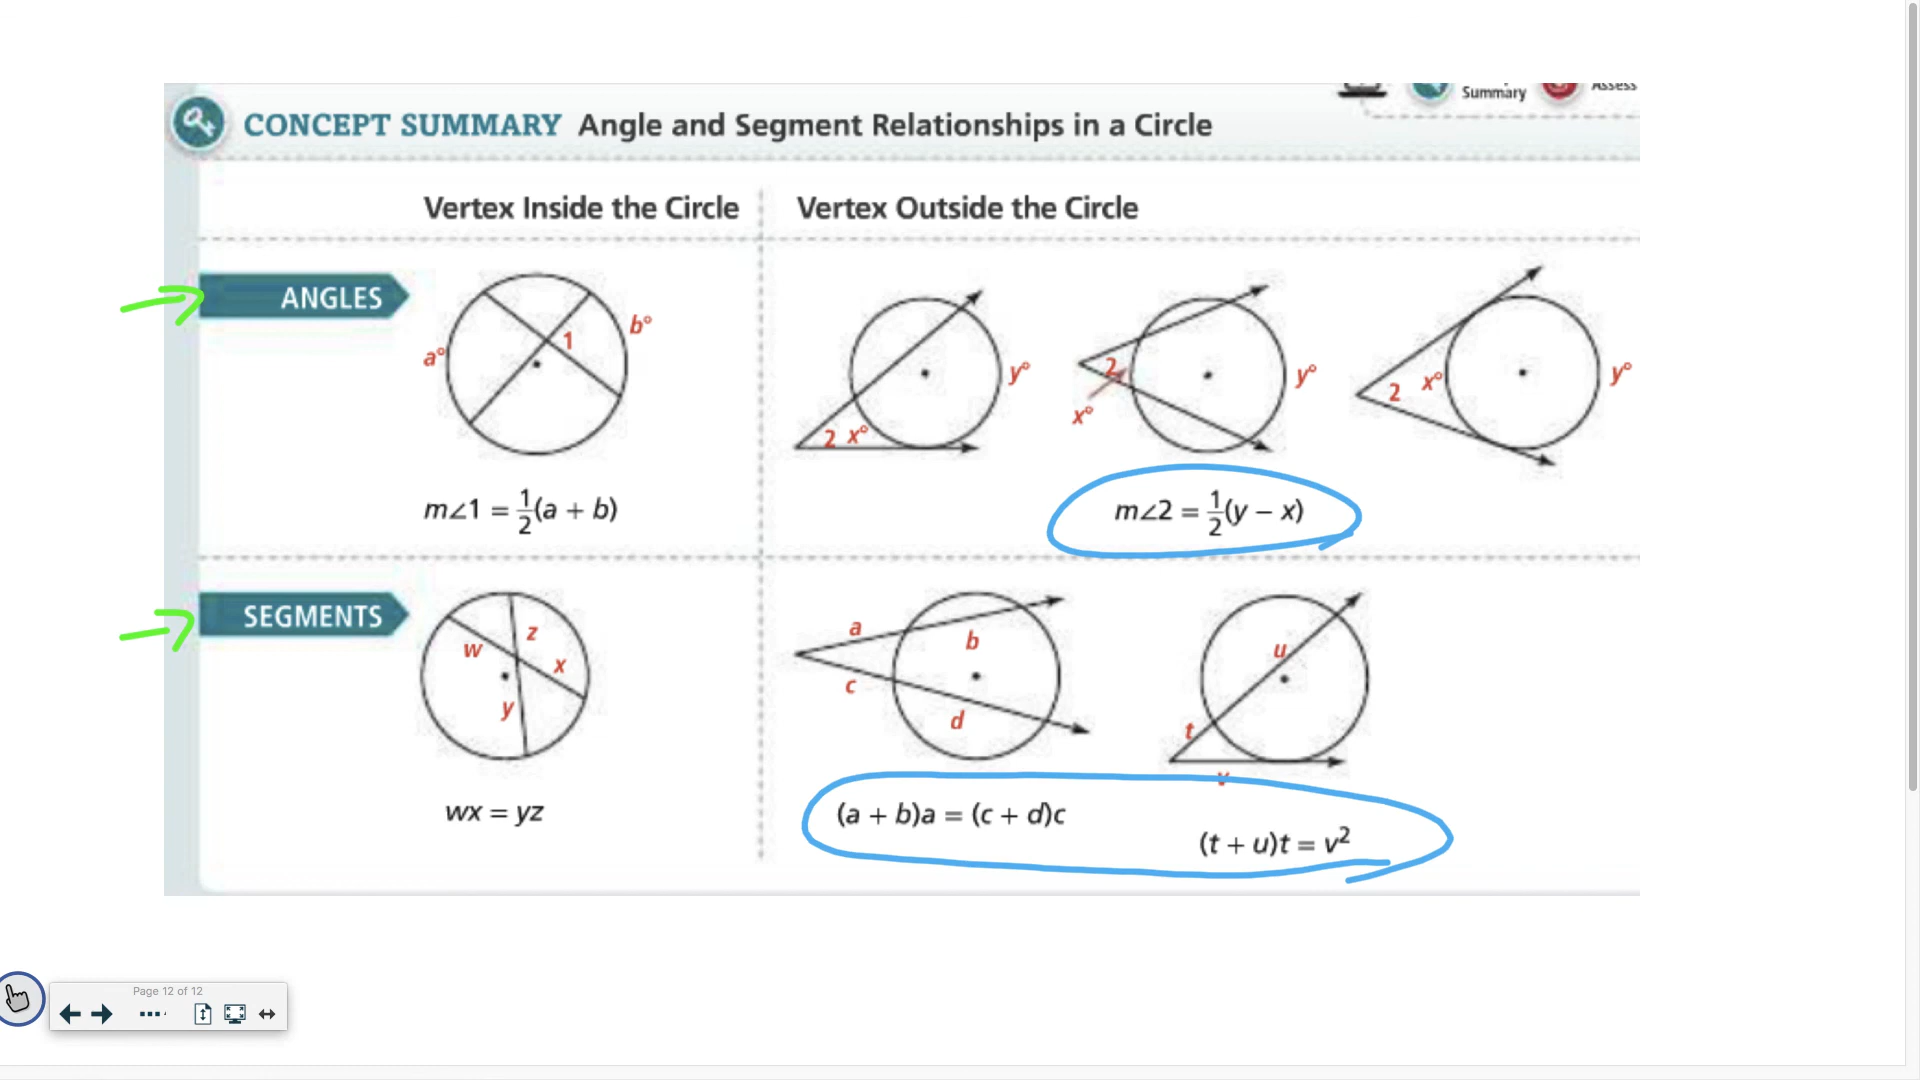 Summary
Assess
CONCEPT SUMMARY Angle and Segment Relationships in a Circle
Vertex Inside the Circle
Vertex Outside the Circle
ANGLES
a°
1
b°
m∠1 = 1/2(a + b)
2 x°
y°
2
x°
y°
2 x°
y°
m∠2 = 1/2(y − x)
SEGMENTS
w
z
x
y
wx = yz
a
b
c
d
(a + b)a = (c + d)c
u
t
v
(t + u)t = v²
Page 12 of 12